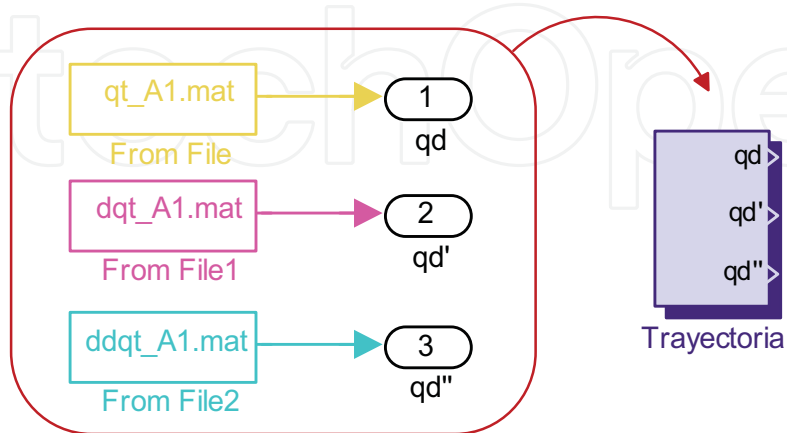 qt_A1.mat
From File
1
qd
dqt_A1.mat
From File1
2
qd'
ddqt_A1.mat
From File2
3
qd"
qd
qd'
qd"
Trayectoria
techOpe